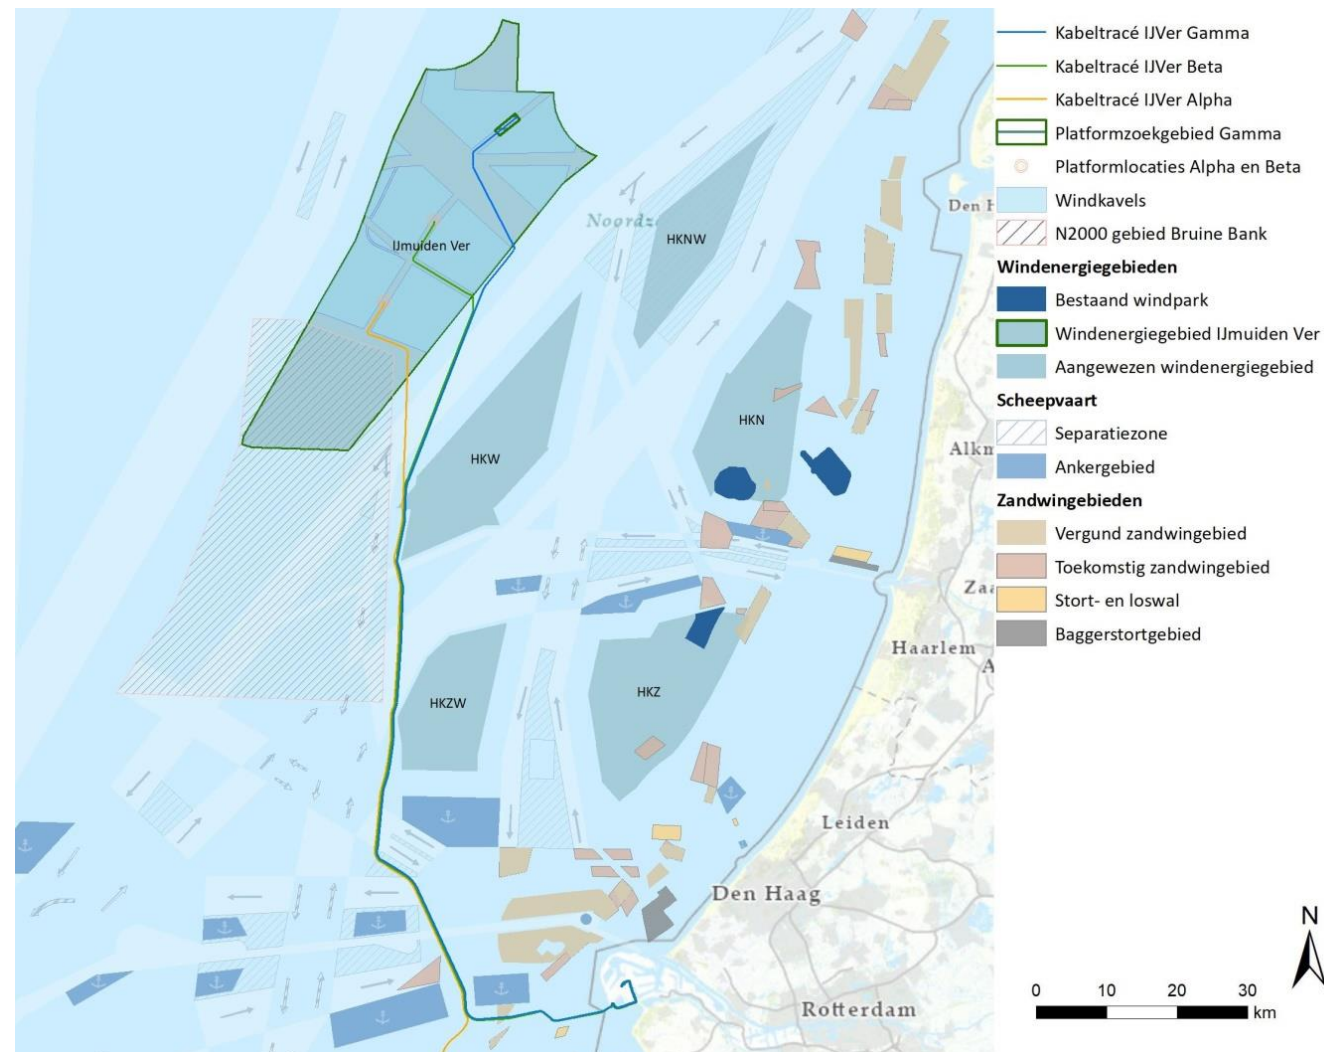 Kabeltracé IJVer Gamma
Kabeltracé IJVer Beta
Kabeltracé IJVer Alpha
Platformzoekgebied Gamma
Platformlocaties Alpha en Beta
Windkavels
N2000 gebied Bruine Bank
Windenergiegebieden
Bestaand windpark
Windenergiegebied IJmuiden Ver
Aangewezen windenergiegebied
Scheepvaart
Separatiezone
Ankergebied
Zandwingebieden
Vergund zandwingebied
Toekomstig zandwingebied
Stort- en loswal
Baggerstortgebied
Noordz
Den H
HKNW
IJmuiden Ver
HKN
Alkm
HKW
Zaa
Haarlem
A
HKZW
HKZ
Leiden
Den Haag
Rotterdam
N
0 10 20 30
km